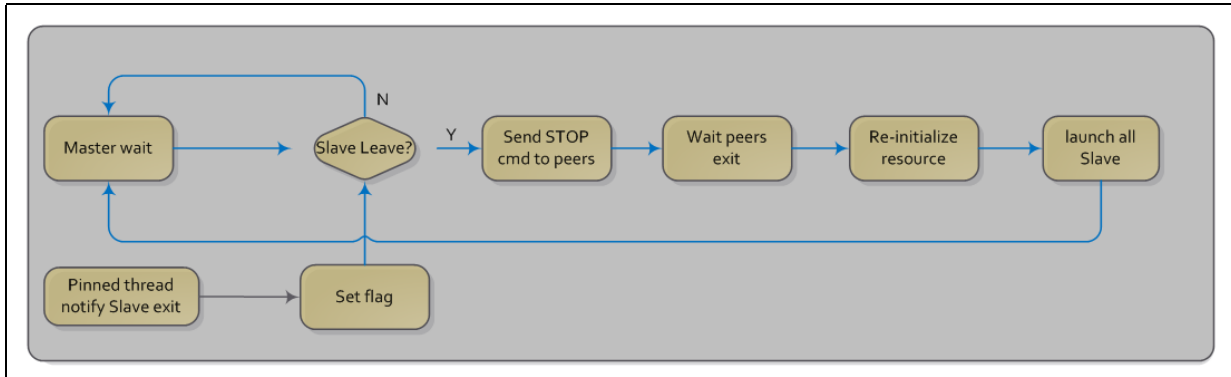 N
Master wait
Slave Leave?
Y
Send STOP
cmd to peers
Wait peers
exit
Re-initialize
resource
launch all
Slave
Pinned thread
notify Slave exit
Set flag